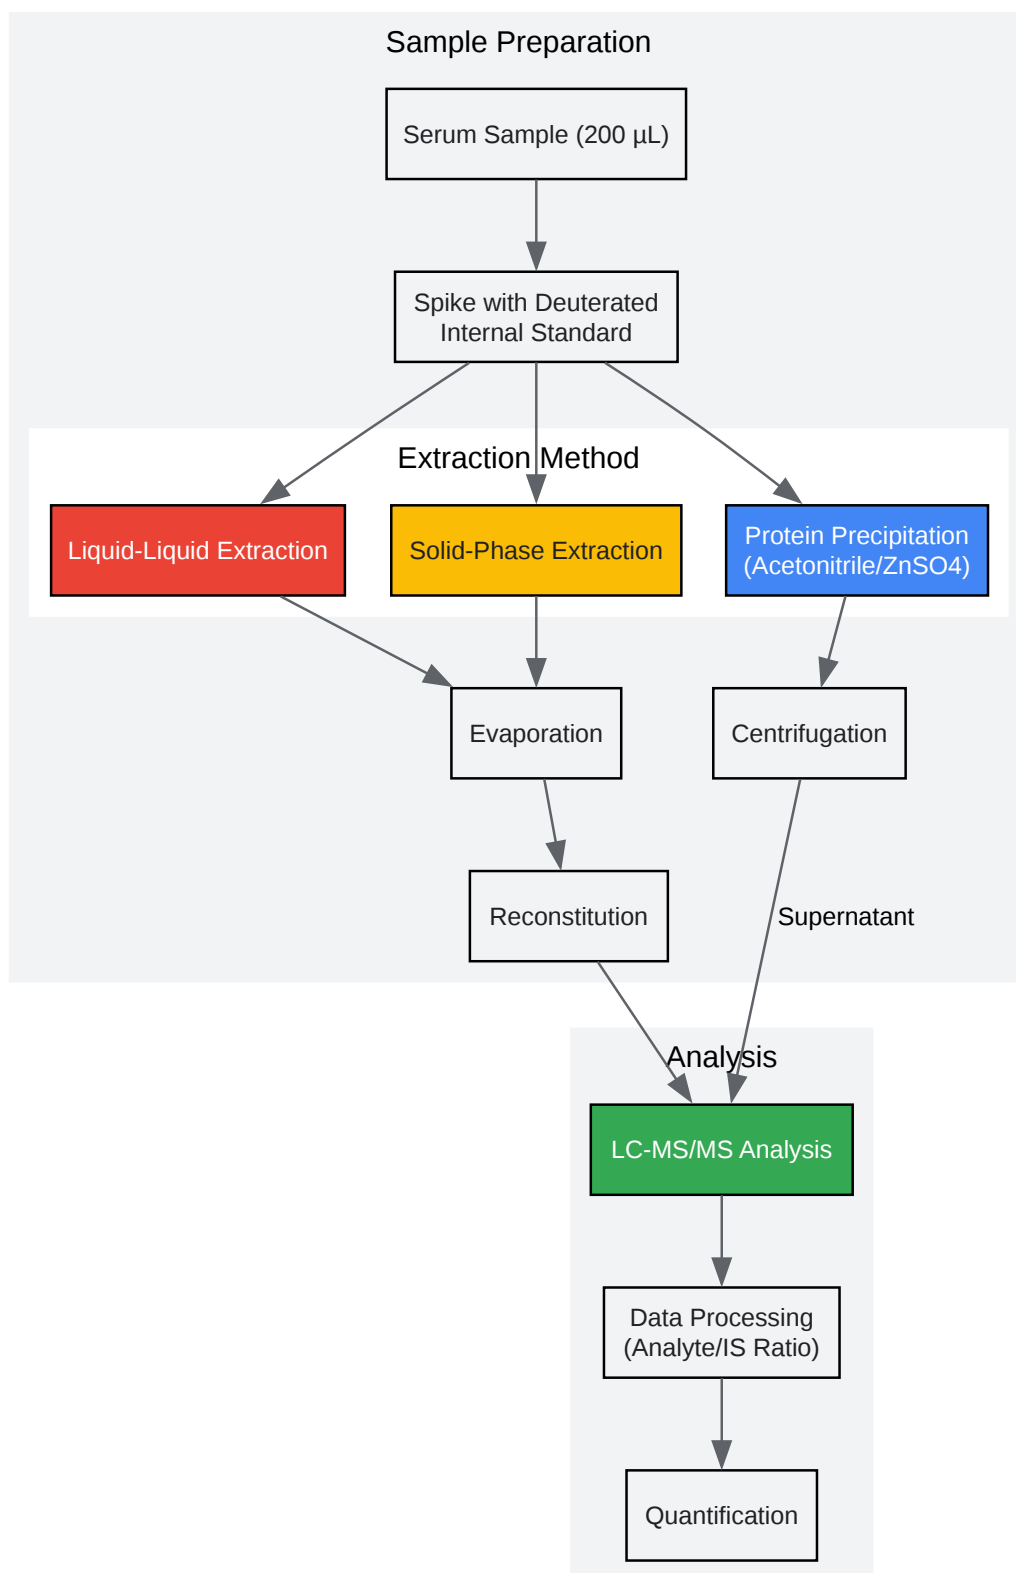 Sample Preparation
Serum Sample (200 µL)
Spike with Deuterated
Internal Standard
Extraction Method
Liquid-Liquid Extraction
Solid-Phase Extraction
Protein Precipitation
(Acetonitrile/ZnSO4)
Evaporation
Centrifugation
Reconstitution
Supernatant
Analysis
LC-MS/MS Analysis
Data Processing
(Analyte/IS Ratio)
Quantification